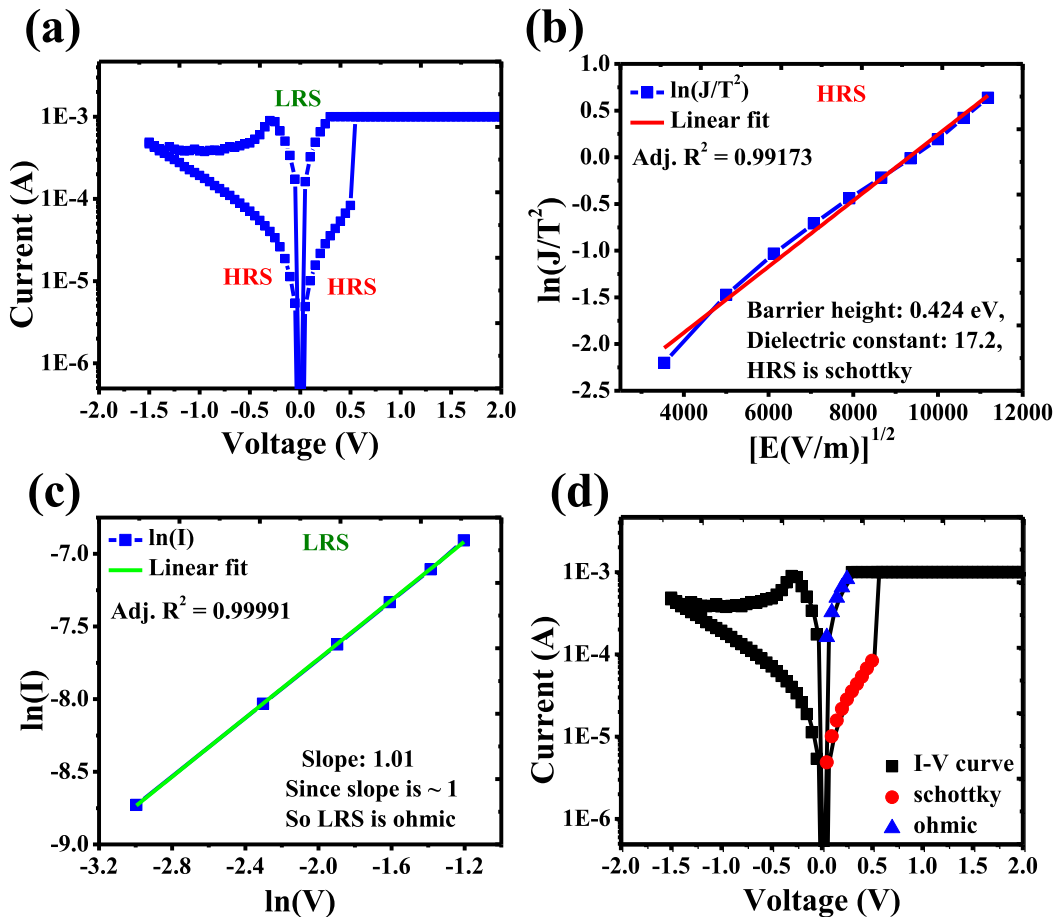 (a)
LRS
HRS
HRS
Current (A)
1E-3
1E-4
1E-5
1E-6
-2.0 -1.5 -1.0 -0.5 0.0 0.5 1.0 1.5 2.0
Voltage (V)
(b)
ln(J/T²)
Linear fit
HRS
Adj. R² = 0.99173
Barrier height: 0.424 eV,
Dielectric constant: 17.2,
HRS is schottky
ln(J/T²)
1.0
0.5
0.0
-0.5
-1.0
-1.5
-2.0
-2.5
4000 6000 8000 10000 12000
[E(V/m)]^1/2
(c)
ln(I)
Linear fit
LRS
Adj. R² = 0.99991
Slope: 1.01
Since slope is ~ 1
So LRS is ohmic
ln(I)
-7.0
-7.5
-8.0
-8.5
-9.0
-3.2 -2.8 -2.4 -2.0 -1.6 -1.2
ln(V)
(d)
Current (A)
1E-3
1E-4
1E-5
1E-6
I-V curve
schottky
ohmic
-2.0 -1.5 -1.0 -0.5 0.0 0.5 1.0 1.5 2.0
Voltage (V)